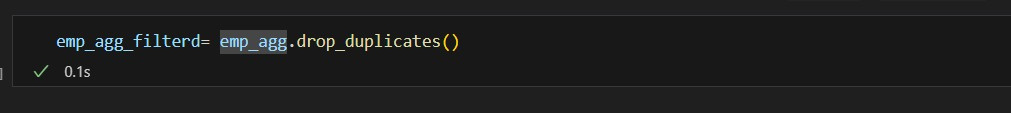 emp_agg_filterd= emp_agg.drop_duplicates()
]
✓ 0.1s